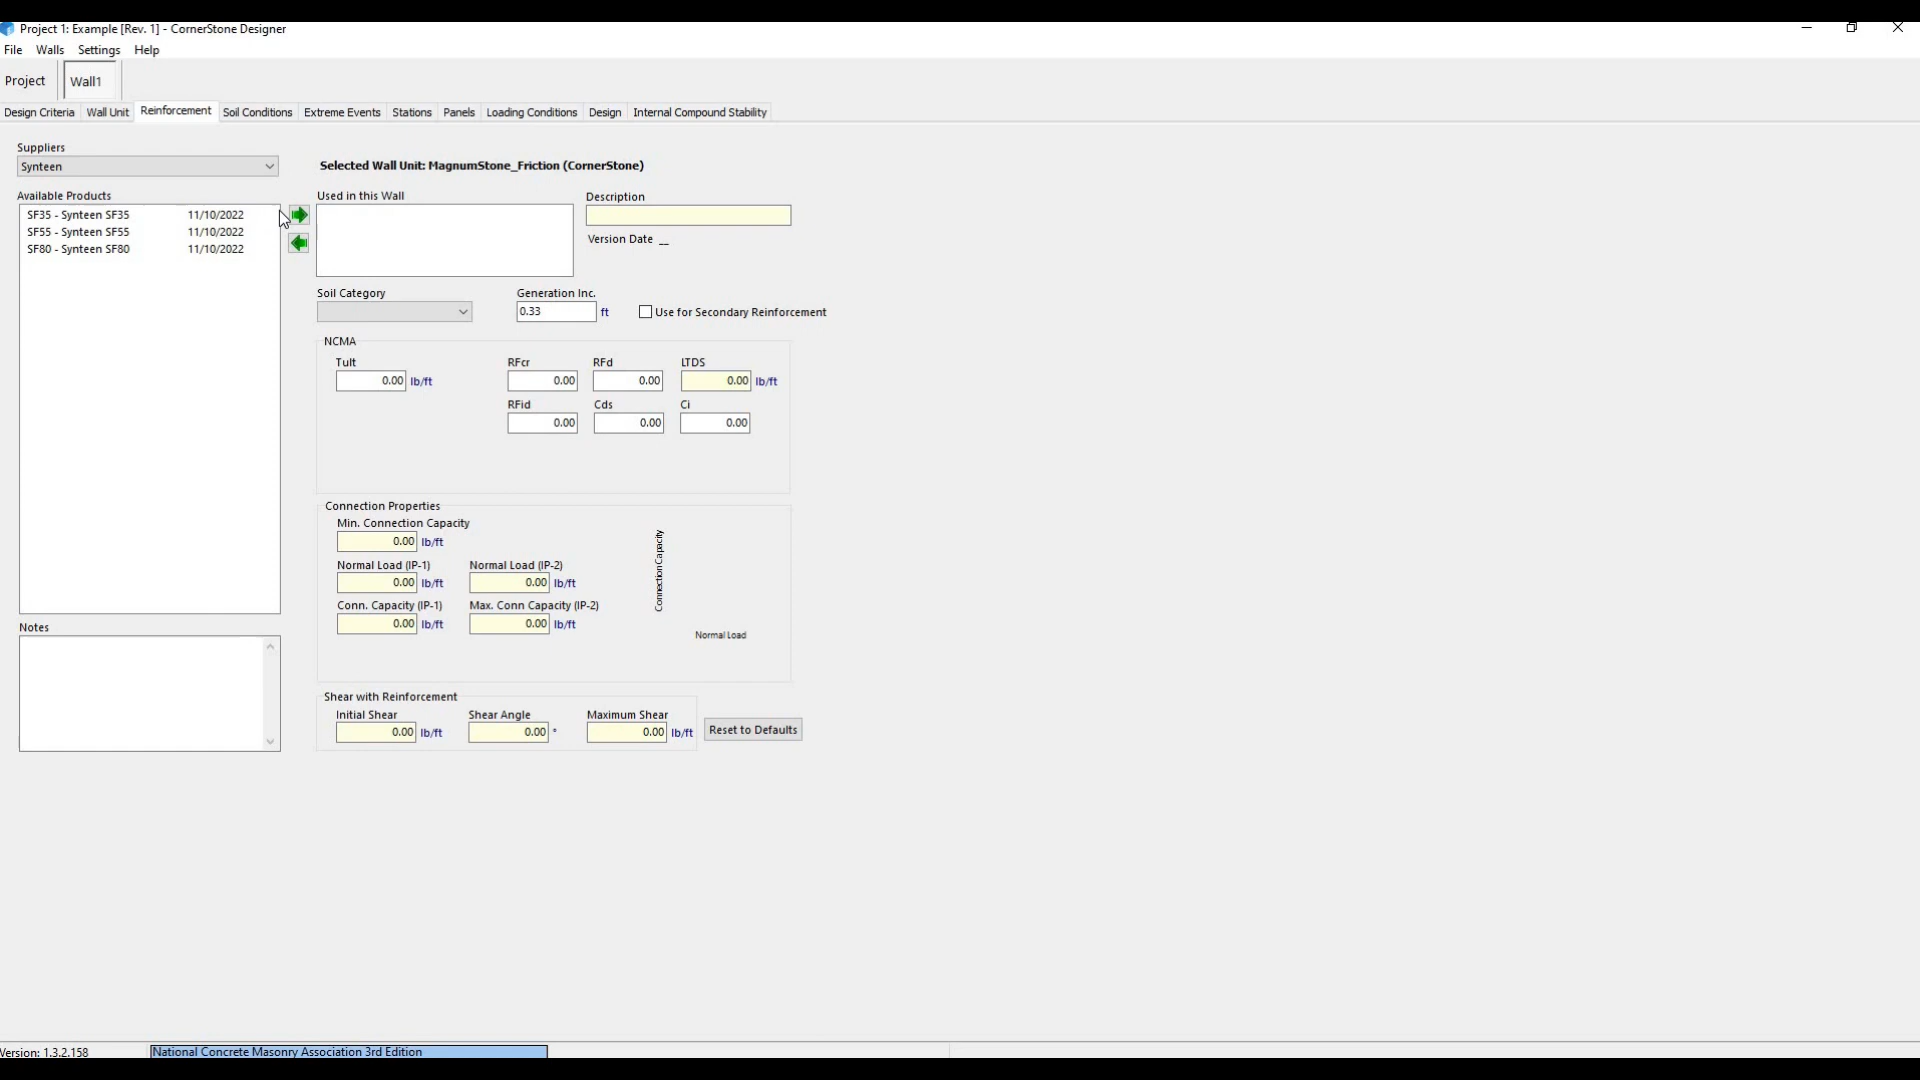 Project 1: Example [Rev. 1] - CornerStone Designer
File Walls Settings Help
Project Wall1
Design Criteria Wall Unit Reinforcement Soil Conditions Extreme Events Stations Panels Loading Conditions Design Internal Compound Stability
Suppliers
Synteen
Selected Wall Unit: MagnumStone_Friction (CornerStone)
Available Products
Used in this Wall
Description
SF35 - Synteen SF35 11/10/2022
SF55 - Synteen SF55 11/10/2022
SF80 - Synteen SF80 11/10/2022
Version Date __
Soil Category
Generation Inc.
0.33 ft
Use for Secondary Reinforcement
NCMA
Tult RFcr RFd LTDS
0.00 lb/ft 0.00 0.00 0.00 lb/ft
RFid Cds Ci
0.00 0.00 0.00
Connection Properties
Min. Connection Capacity
0.00 lb/ft
Normal Load (IP-1) Normal Load (IP-2)
0.00 lb/ft 0.00 lb/ft
Conn. Capacity (IP-1) Max. Conn Capacity (IP-2)
0.00 lb/ft 0.00 lb/ft
Connection Capacity
Normal Load
Notes
Shear with Reinforcement
Initial Shear Shear Angle Maximum Shear
0.00 lb/ft 0.00 ° 0.00 lb/ft
Reset to Defaults
Version: 1.3.2.158
National Concrete Masonry Association 3rd Edition